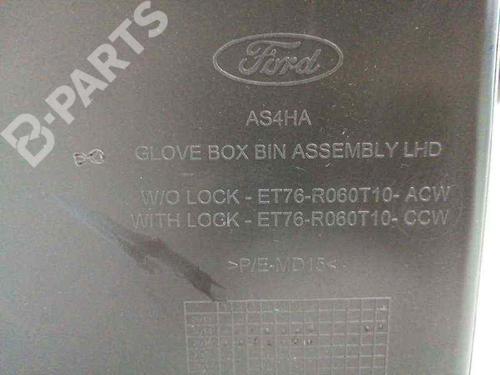 B-PARTS
Ford
AS4HA
GLOVE BOX BIN ASSEMBLY LHD
W/O LOCK - ET76-R060T10- ACW
WITH LOCK - ET76-R060T10- CCW
>P/E-MD15<